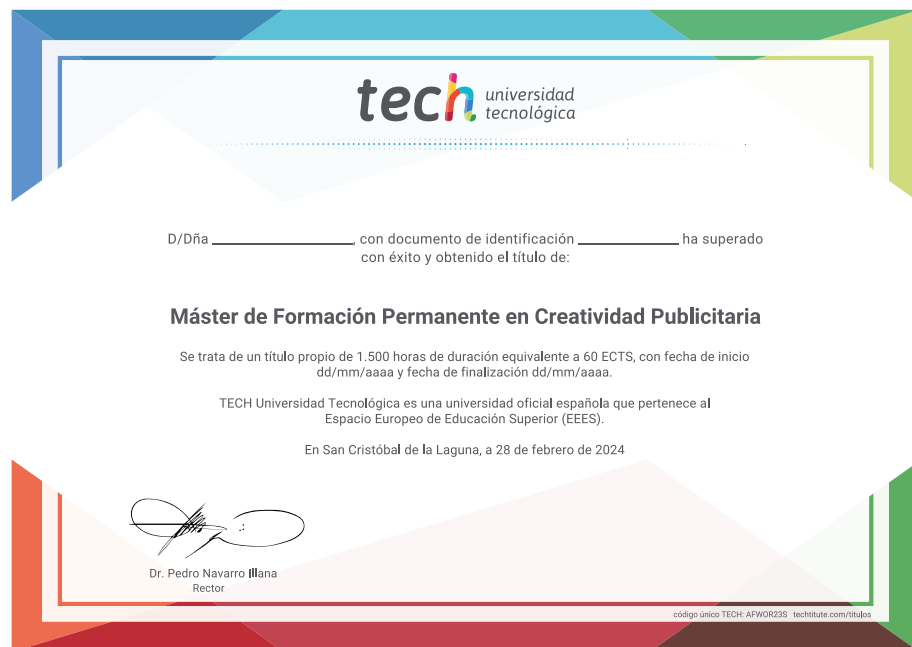 tech universidad
tecnológica
D/Dña ______________, con documento de identificación ____________ ha superado
con éxito y obtenido el título de:
Máster de Formación Permanente en Creatividad Publicitaria
Se trata de un título propio de 1.500 horas de duración equivalente a 60 ECTS, con fecha de inicio
dd/mm/aaaa y fecha de finalización dd/mm/aaaa.
TECH Universidad Tecnológica es una universidad oficial española que pertenece al
Espacio Europeo de Educación Superior (EEES).
En San Cristóbal de la Laguna, a 28 de febrero de 2024
Dr. Pedro Navarro Illana
Rector
código único TECH: AFWOR23S techtitute.com/titulos